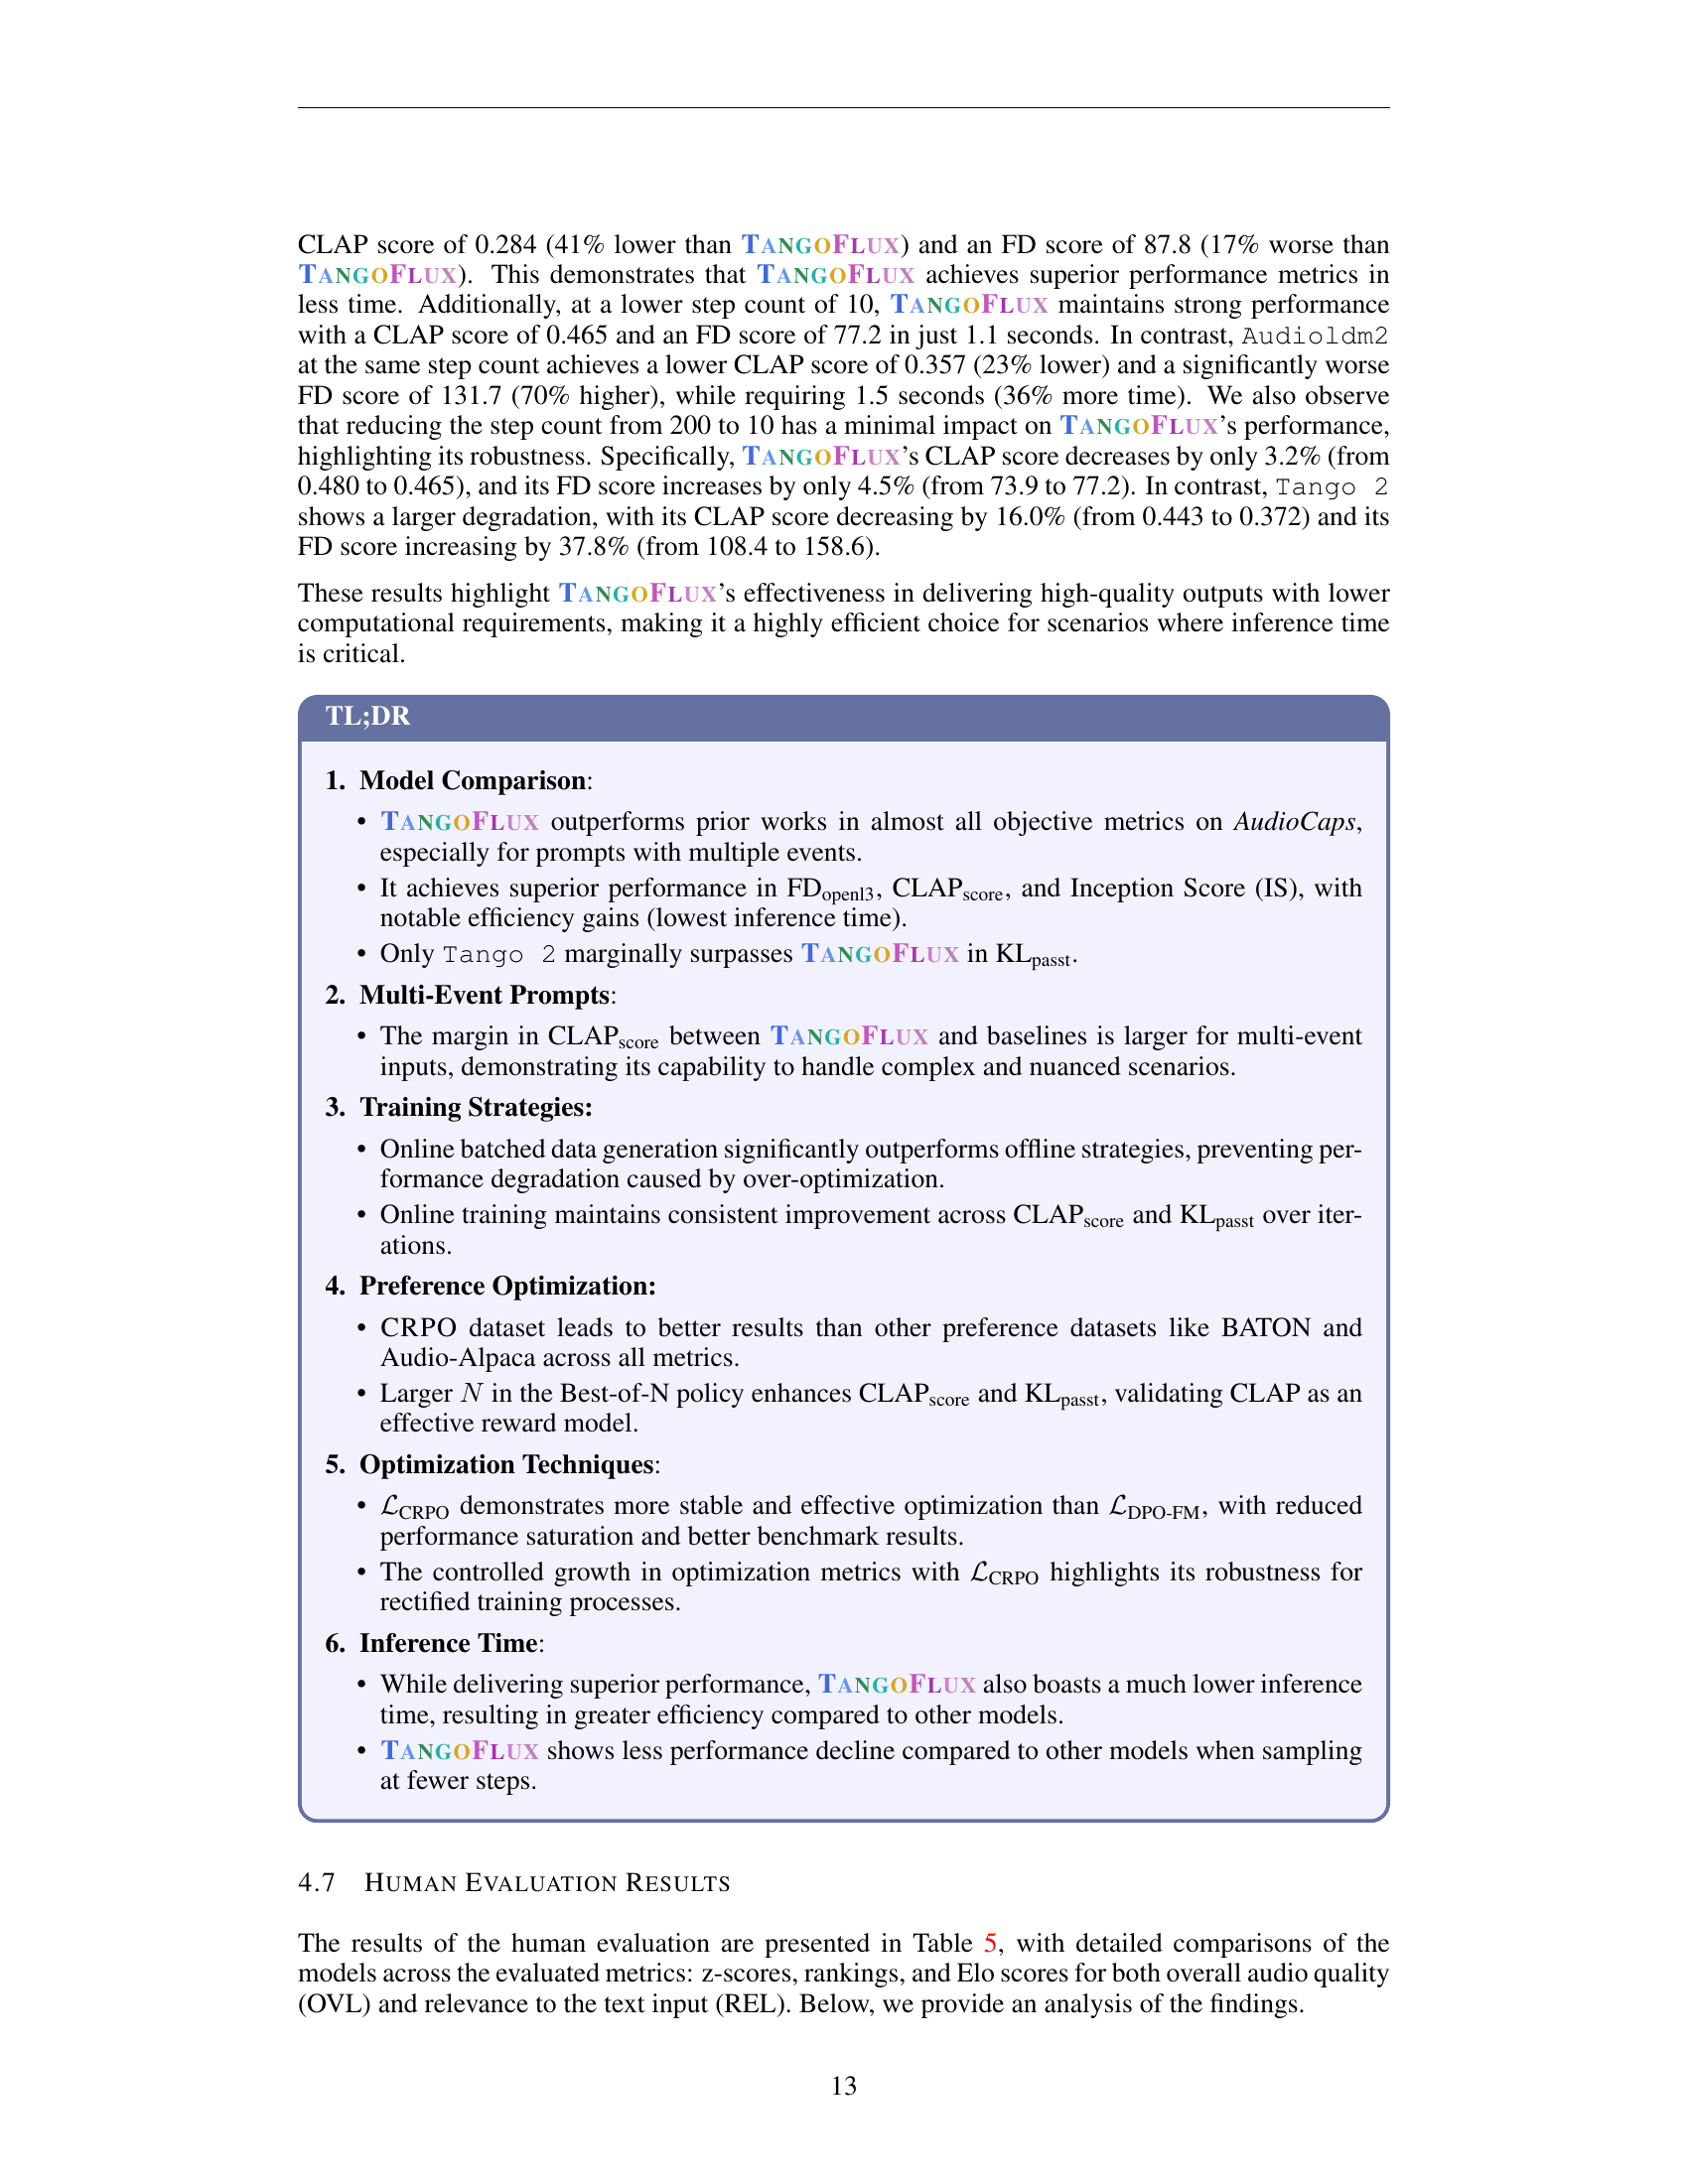 CLAP score of 0.284 (41% lower than TANGOFLUX) and an FD score of 87.8 (17% worse than
TANGOFLUX). This demonstrates that TANGOFLUX achieves superior performance metrics in
less time. Additionally, at a lower step count of 10, TANGOFLUX maintains strong performance
with a CLAP score of 0.465 and an FD score of 77.2 in just 1.1 seconds. In contrast, Audioldm2
at the same step count achieves a lower CLAP score of 0.357 (23% lower) and a significantly worse
FD score of 131.7 (70% higher), while requiring 1.5 seconds (36% more time). We also observe
that reducing the step count from 200 to 10 has a minimal impact on TANGOFLUX's performance,
highlighting its robustness. Specifically, TANGOFLUX's CLAP score decreases by only 3.2% (from
0.480 to 0.465), and its FD score increases by only 4.5% (from 73.9 to 77.2). In contrast, Tango 2
shows a larger degradation, with its CLAP score decreasing by 16.0% (from 0.443 to 0.372) and its
FD score increasing by 37.8% (from 108.4 to 158.6).
These results highlight TANGOFLUX's effectiveness in delivering high-quality outputs with lower
computational requirements, making it a highly efficient choice for scenarios where inference time
is critical.
TL;DR
1. Model Comparison:
• TANGOFLUX outperforms prior works in almost all objective metrics on AudioCaps,
especially for prompts with multiple events.
• It achieves superior performance in FDopenl3, CLAPscore, and Inception Score (IS), with
notable efficiency gains (lowest inference time).
• Only Tango 2 marginally surpasses TANGOFLUX in KLpasst.
2. Multi-Event Prompts:
• The margin in CLAPscore between TANGOFLUX and baselines is larger for multi-event
inputs, demonstrating its capability to handle complex and nuanced scenarios.
3. Training Strategies:
• Online batched data generation significantly outperforms offline strategies, preventing per-
formance degradation caused by over-optimization.
• Online training maintains consistent improvement across CLAPscore and KLpasst over iter-
ations.
4. Preference Optimization:
• CRPO dataset leads to better results than other preference datasets like BATON and
Audio-Alpaca across all metrics.
• Larger N in the Best-of-N policy enhances CLAPscore and KLpasst, validating CLAP as an
effective reward model.
5. Optimization Techniques:
• ℒCRPO demonstrates more stable and effective optimization than ℒDPO-FM, with reduced
performance saturation and better benchmark results.
• The controlled growth in optimization metrics with ℒCRPO highlights its robustness for
rectified training processes.
6. Inference Time:
• While delivering superior performance, TANGOFLUX also boasts a much lower inference
time, resulting in greater efficiency compared to other models.
• TANGOFLUX shows less performance decline compared to other models when sampling
at fewer steps.
4.7 HUMAN EVALUATION RESULTS
The results of the human evaluation are presented in Table 5, with detailed comparisons of the
models across the evaluated metrics: z-scores, rankings, and Elo scores for both overall audio quality
(OVL) and relevance to the text input (REL). Below, we provide an analysis of the findings.
13